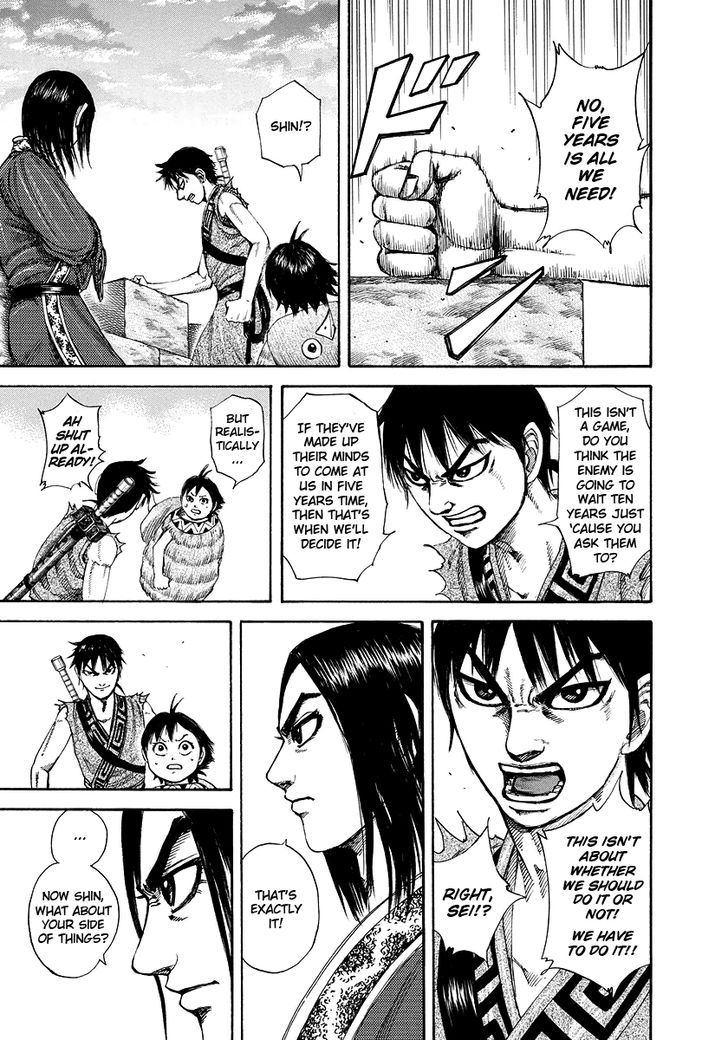 NO,
FIVE
YEARS
IS ALL
WE
NEED!
ドドッ
SHIN!?
THIS ISN'T
A GAME,
DO YOU
THINK THE
ENEMY IS
GOING TO
WAIT TEN
YEARS JUST
'CAUSE YOU
ASK THEM
TO?
IF THEY'VE
MADE UP
THEIR MINDS
TO COME AT
US IN FIVE
YEARS TIME,
THEN THAT'S
WHEN WE'LL
DECIDE IT!
BUT
REALIS-
TICALLY
...
AH
SHUT
UP AL-
READY!
THIS ISN'T
ABOUT
WHETHER
WE SHOULD
DO IT OR
NOT!
WE HAVE
TO DO IT!!
RIGHT,
SEI!?
THAT'S
EXACTLY
IT!
...
NOW SHIN,
WHAT ABOUT
YOUR SIDE
OF THINGS?